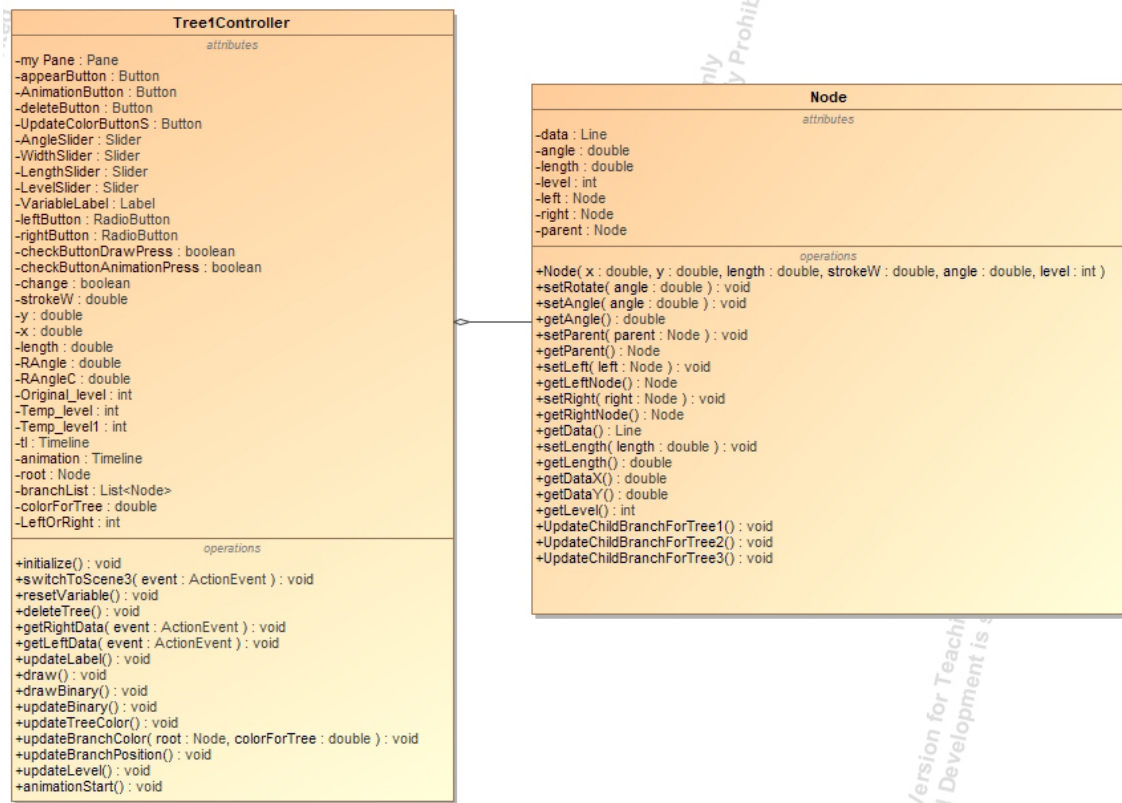 Tree1Controller
attributes
-my Pane : Pane
-appearButton : Button
-AnimationButton : Button
-deleteButton : Button
-UpdateColorButtonS : Button
-AngleSlider : Slider
-WidthSlider : Slider
-LengthSlider : Slider
-LevelSlider : Slider
-VariableLabel : Label
-leftButton : RadioButton
-rightButton : RadioButton
-checkButtonDrawPress : boolean
-checkButtonAnimationPress : boolean
-change : boolean
-strokeW : double
-y : double
-x : double
-length : double
-RAngle : double
-RAngleC : double
-Original_level : int
-Temp_level : int
-Temp_level1 : int
-tl : Timeline
-animation : Timeline
-root : Node
-branchList : List<Node>
-colorForTree : double
-LeftOrRight : int
operations
+initialize() : void
+switchToScene3( event : ActionEvent ) : void
+resetVariable() : void
+deleteTree() : void
+getRightData( event : ActionEvent ) : void
+getLeftData( event : ActionEvent ) : void
+updateLabel() : void
+draw() : void
+drawBinary() : void
+updateBinary() : void
+updateTreeColor() : void
+updateBranchColor( root : Node, colorForTree : double ) : void
+updateBranchPosition() : void
+updateLevel() : void
+animationStart() : void
Node
attributes
-data : Line
-angle : double
-length : double
-level : int
-left : Node
-right : Node
-parent : Node
operations
+Node( x : double, y : double, length : double, strokeW : double, angle : double, level : int )
+setRotate( angle : double ) : void
+setAngle( angle : double ) : void
+getAngle() : double
+setParent( parent : Node ) : void
+getParent() : Node
+setLeft( left : Node ) : void
+getLeftNode() : Node
+setRight( right : Node ) : void
+getRightNode() : Node
+getData() : Line
+setLength( length : double ) : void
+getLength() : double
+getDataX() : double
+getDataY() : double
+getLevel() : int
+UpdateChildBranchForTree1() : void
+UpdateChildBranchForTree2() : void
+UpdateChildBranchForTree3() : void
Version for Teachi
Development is